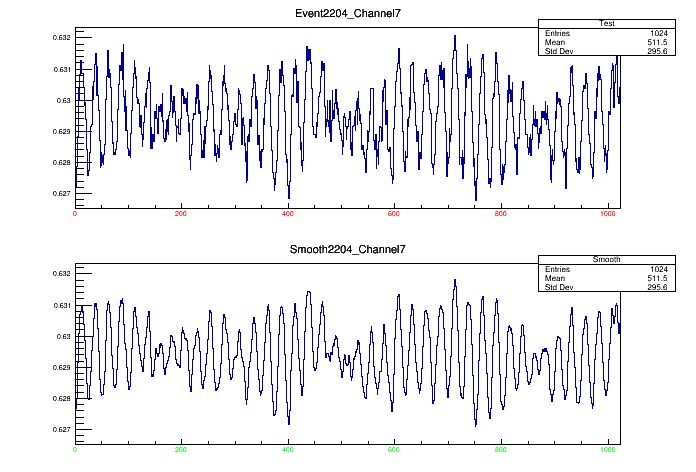 Event2204_Channel7
Test
Entries 1024
Mean 511.5
Std Dev 295.6
0.632
0.631
0.63
0.629
0.628
0.627
0 200 400 600 800 1000
Smooth2204_Channel7
Smooth
Entries 1024
Mean 511.5
Std Dev 295.6
0.632
0.631
0.63
0.629
0.628
0.627
0 200 400 600 800 1000